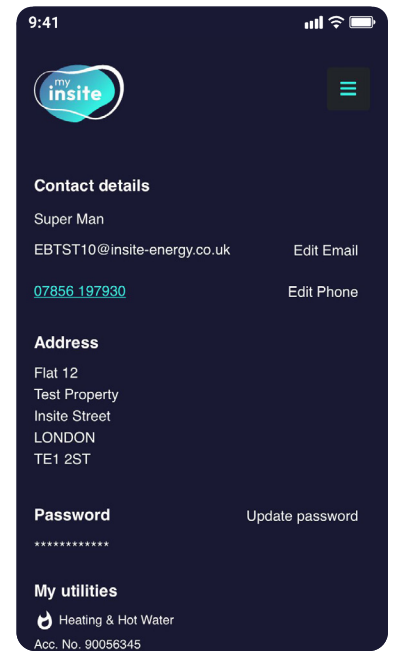 9:41
my
insite
Contact details
Super Man
EBTST10@insite-energy.co.uk Edit Email
07856 197930 Edit Phone
Address
Flat 12
Test Property
Insite Street
LONDON
TE1 2ST
Password Update password
************
My utilities
Heating & Hot Water
Acc. No. 90056345